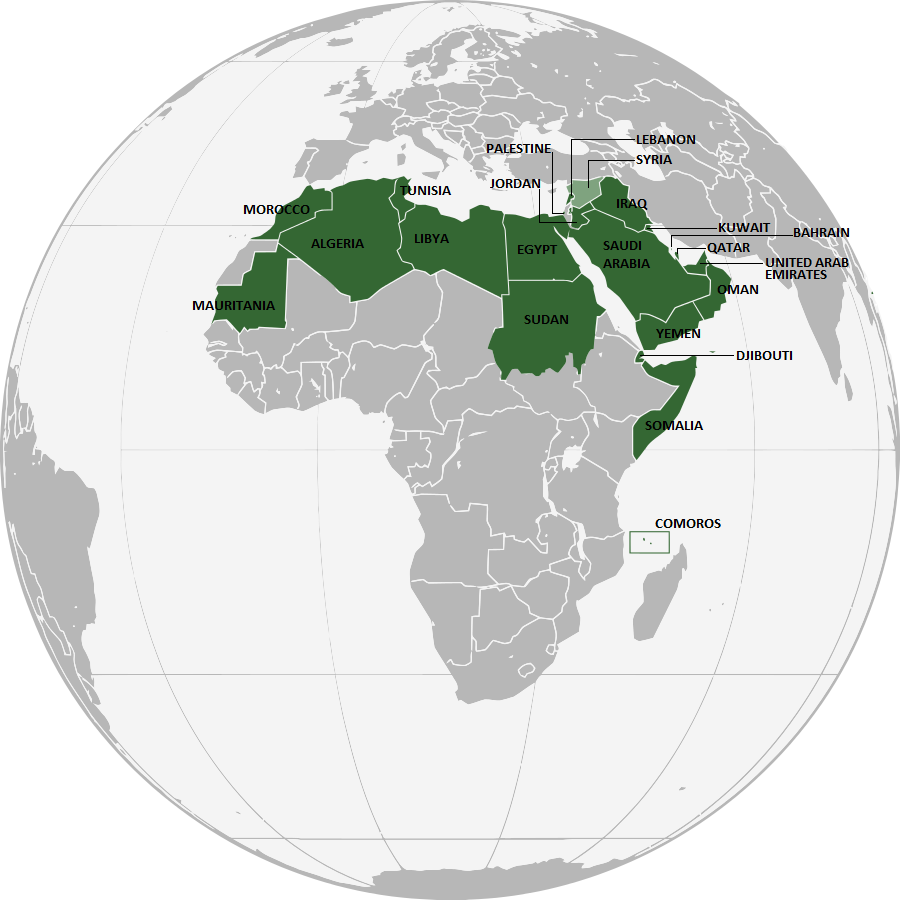 LEBANON
PALESTINE
SYRIA
JORDAN
TUNISIA
MOROCCO
IRAQ
KUWAIT
BAHRAIN
ALGERIA
LIBYA
EGYPT
SAUDI
ARABIA
QATAR
UNITED ARAB
EMIRATES
OMAN
MAURITANIA
SUDAN
YEMEN
DJIBOUTI
SOMALIA
COMOROS